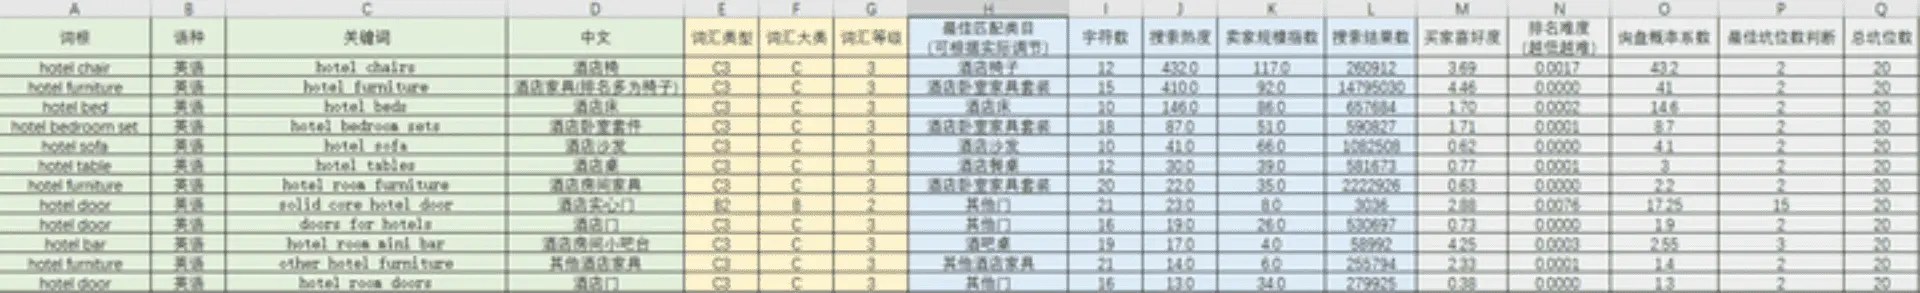 A B C D E F G H I J K L M N O P Q
词根 语种 关键词 中文 词汇类型 词汇大类 词汇等级 最佳匹配类目 (可根据实际调节) 字符数 搜索热度 卖家规模指数 搜索结果数 买家喜好度 排名难度 (越低越难) 询盘概率系数 最佳坑位数判断 总坑位数
hotel chair 英语 hotel chairs 酒店椅 C3 C 3 酒店椅子 12 432.0 117.0 260912 3.69 0.0017 43.2 2 20
hotel furniture 英语 hotel furniture 酒店家具(排名多为椅子) C3 C 3 酒店卧室家具套装 15 410.0 92.0 14795030 4.46 0.0000 41 2 20
hotel bed 英语 hotel beds 酒店床 C3 C 3 酒店床 10 146.0 86.0 657684 1.70 0.0002 14.6 2 20
hotel bedroom set 英语 hotel bedroom sets 酒店卧室套件 C3 C 3 酒店卧室家具套装 18 87.0 51.0 590827 1.71 0.0001 8.7 2 20
hotel sofa 英语 hotel sofa 酒店沙发 C3 C 3 酒店沙发 10 41.0 66.0 1082508 0.62 0.0000 4.1 2 20
hotel table 英语 hotel tables 酒店桌 C3 C 3 酒店餐桌 12 30.0 39.0 581673 0.77 0.0001 3 2 20
hotel furniture 英语 hotel room furniture 酒店房间家具 C3 C 3 酒店卧室家具套装 20 22.0 35.0 2222926 0.63 0.0000 2.2 2 20
hotel door 英语 solid core hotel door 酒店实心门 B2 B 2 其他门 21 23.0 8.0 3036 2.88 0.0076 17.25 15 20
hotel door 英语 doors for hotels 酒店门 C3 C 3 其他门 16 19.0 26.0 530697 0.73 0.0000 1.9 2 20
hotel bar 英语 hotel room mini bar 酒店房间小吧台 C3 C 3 酒吧桌 19 17.0 4.0 58992 4.25 0.0003 2.55 3 20
hotel furniture 英语 other hotel furniture 其他酒店家具 C3 C 3 其他酒店家具 21 14.0 6.0 255794 2.33 0.0001 1.4 2 20
hotel door 英语 hotel room doors 酒店门 C3 C 3 其他门 16 13.0 34.0 279925 0.38 0.0000 1.3 2 20